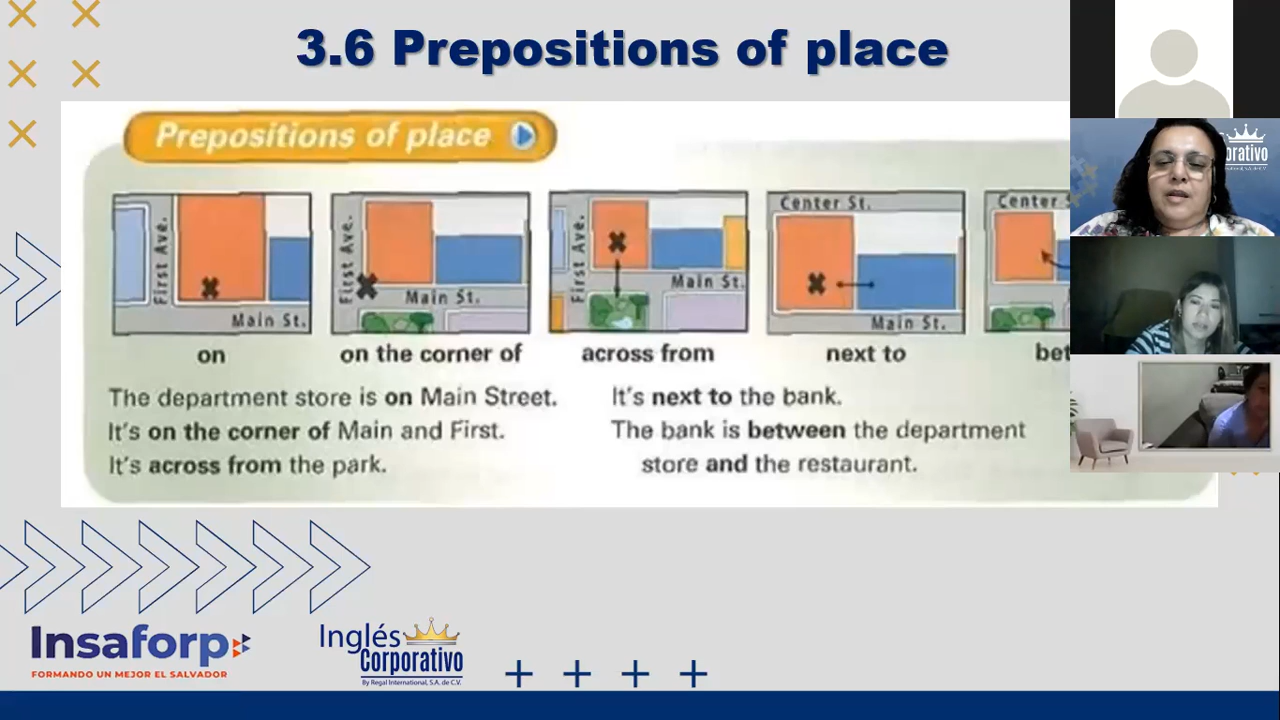 3.6 Prepositions of place
Prepositions of place
First Ave.
Main St.
First Ave.
Main St.
First Ave.
Main St.
Center St.
Main St.
Center
on
on the corner of
across from
next to
bet
The department store is on Main Street.
It's on the corner of Main and First.
It's across from the park.
It's next to the bank.
The bank is between the department
store and the restaurant.
Insaforp
FORMANDO UN MEJOR EL SALVADOR
Inglés
Corporativo
By Regal International, S.A. de C.V.
orativo